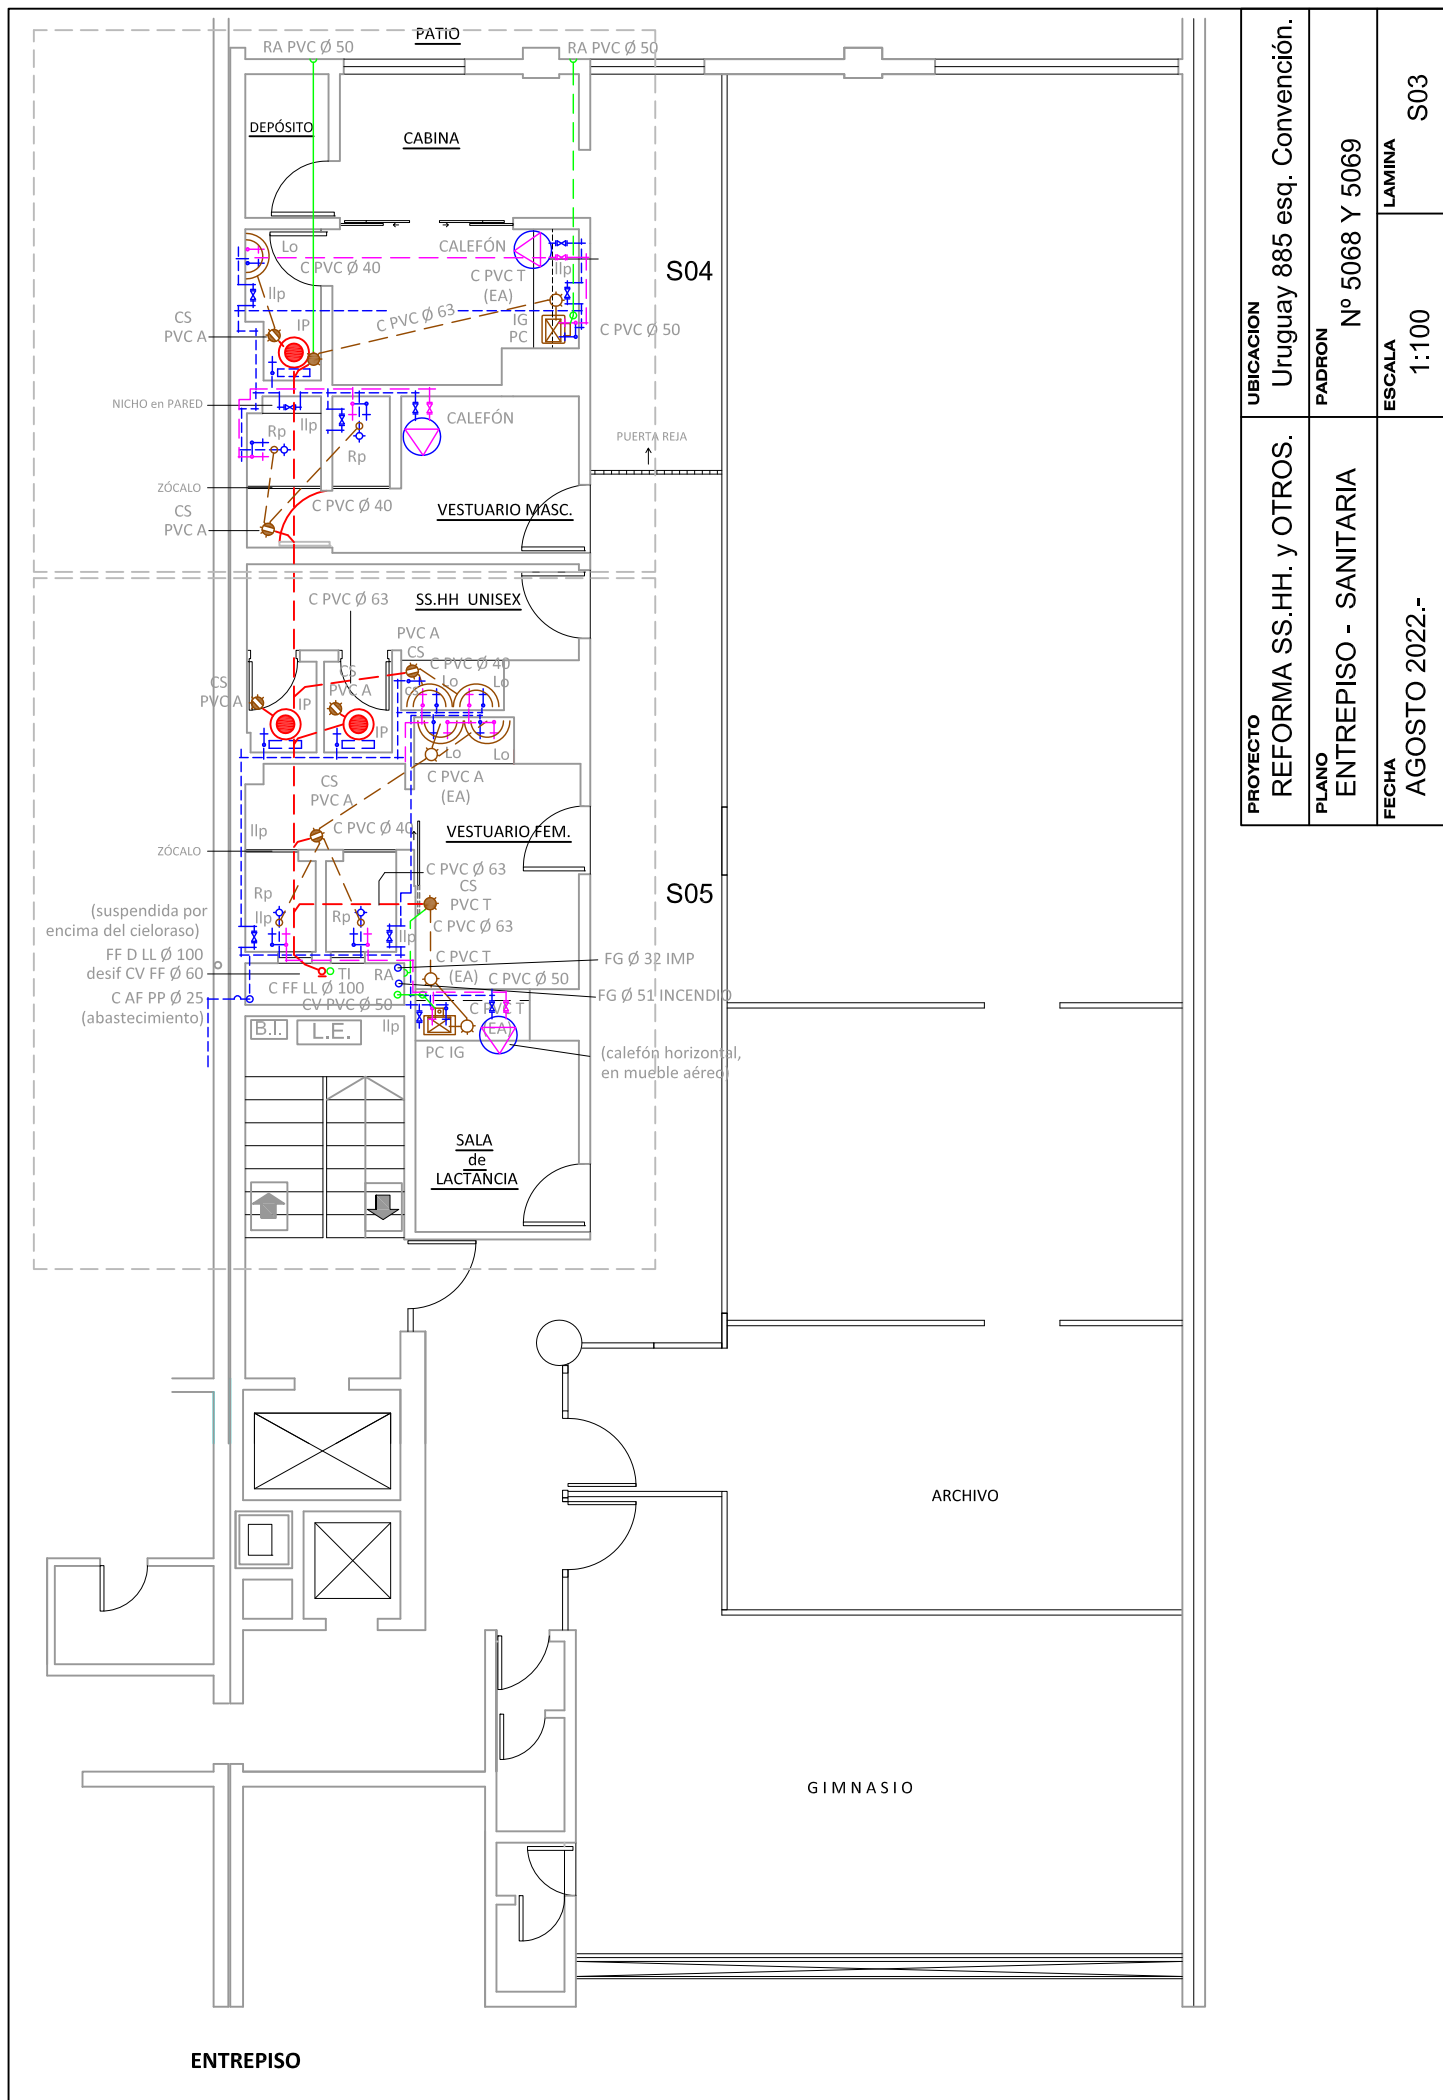 PATIO
RA PVC Ø 50
RA PVC Ø 50
DEPÓSITO
CABINA
Lo
CALEFÓN
C PVC Ø 40
C PVC T
(EA)
llp
llp
S04
CS
PVC A
IP
C PVC Ø 63
IG
PC
C PVC Ø 50
NICHO en PARED
llp
CALEFÓN
Rp
Rp
PUERTA REJA
ZÓCALO
C PVC Ø 40
CS
PVC A
VESTUARIO MASC.
C PVC Ø 63
SS.HH UNISEX
PVC A
CS
C PVC Ø 40
CS
PVC A
CS
PVC A
cs
Lo
Lo
IP
IP
Lo
Lo
CS
PVC A
C PVC A
(EA)
llp
C PVC Ø 40
VESTUARIO FEM.
ZÓCALO
C PVC Ø 63
CS
PVC T
S05
Rp
llp
Rp
llp
C PVC Ø 63
(suspendida por
encima del cieloraso)
FF D LL Ø 100
desif CV FF Ø 60
C AF PP Ø 25
(abastecimiento)
TI
RA
C PVC T
(EA)
C PVC Ø 50
FG Ø 32 IMP
C FF LL Ø 100
CV PVC Ø 50
FG Ø 51 INCENDIO
C PVC T
(EA)
B.I.
L.E.
llp
PC IG
(calefón horizontal,
en mueble aéreo)
SALA
de
LACTANCIA
ARCHIVO
GIMNASIO
ENTREPISO
PROYECTO
REFORMA SS.HH. y OTROS.
UBICACION
Uruguay 885 esq. Convención.
PLANO
ENTREPISO - SANITARIA
PADRON
Nº 5068 Y 5069
FECHA
AGOSTO 2022.-
ESCALA
1:100
LAMINA
S03